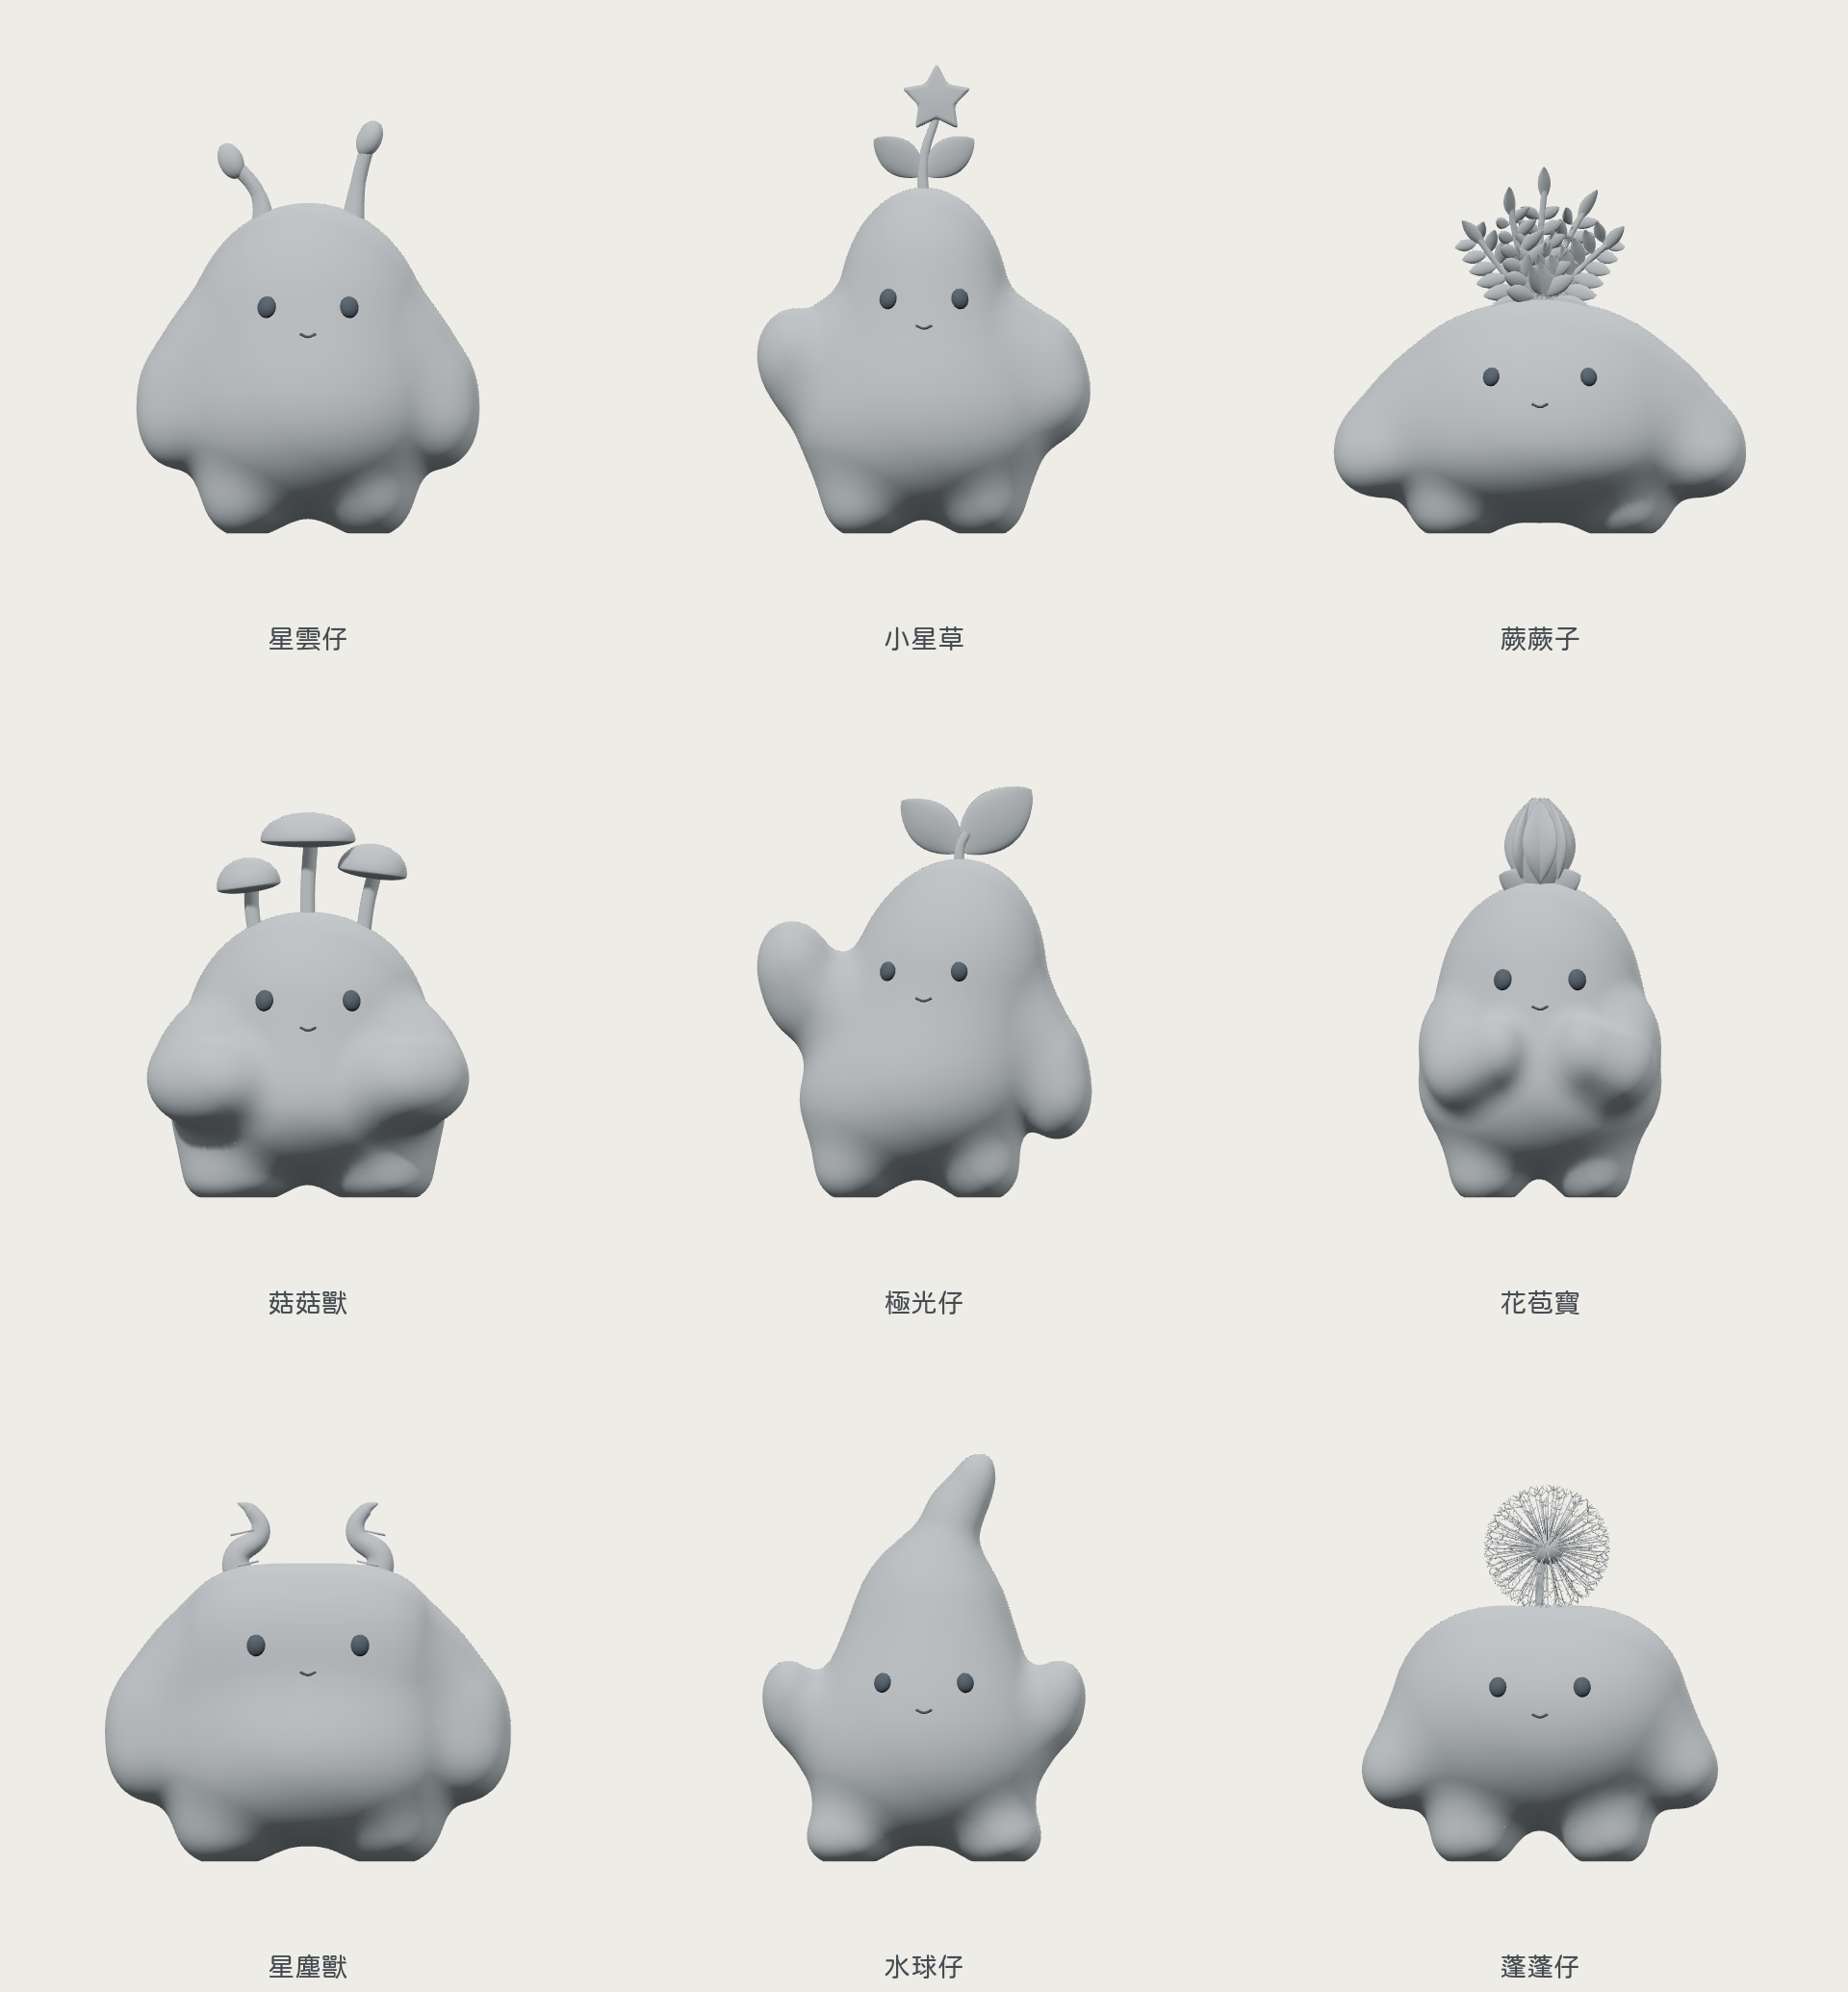 星雲仔
小星草
蕨蕨子
菇菇獸
極光仔
花苞寶
星塵獸
水球仔
蓬蓬仔